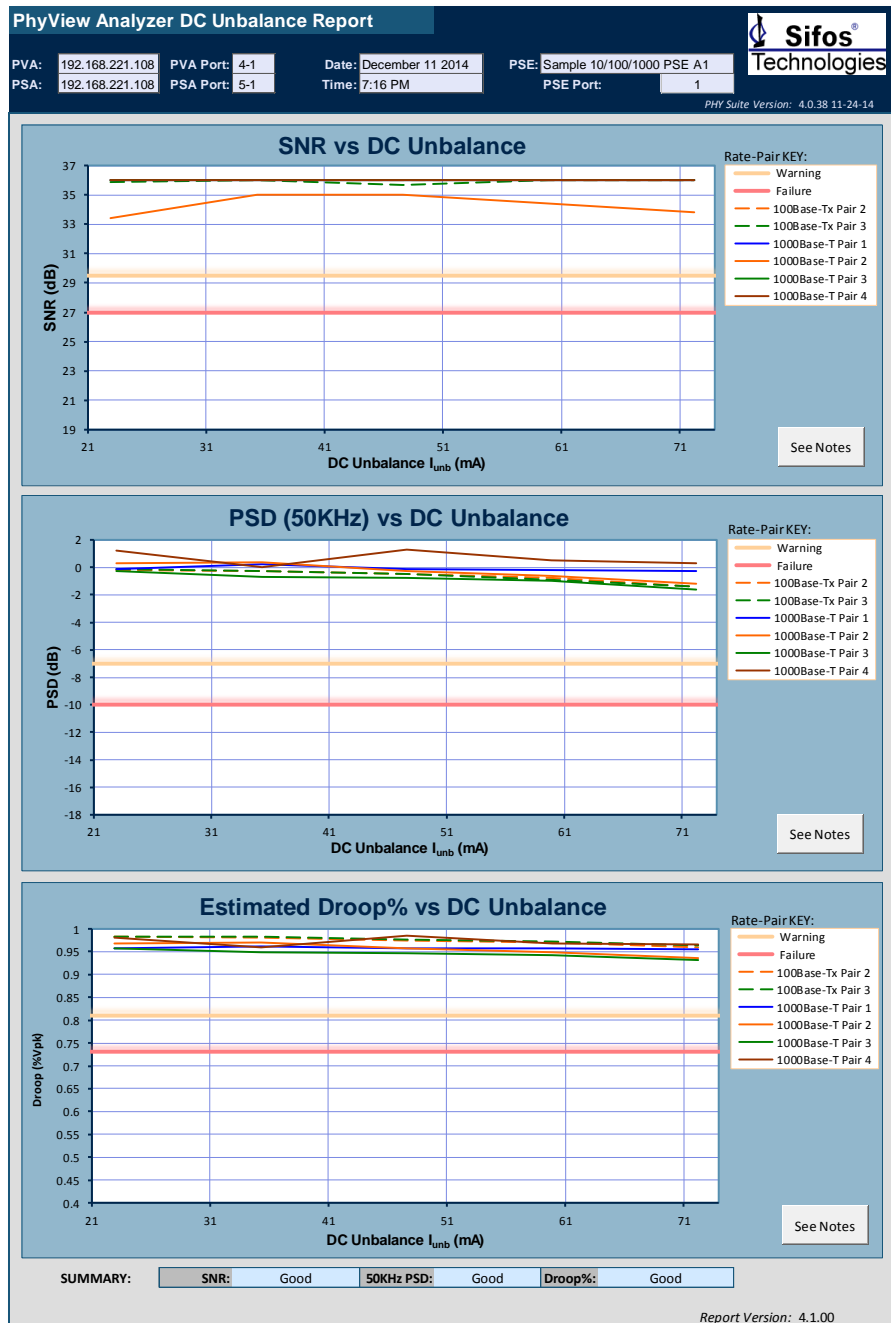 PhyView Analyzer DC Unbalance Report
Sifos®
Technologies
PVA: 192.168.221.108 PVA Port: 4-1 Date: December 11 2014 PSE: Sample 10/100/1000 PSE A1
PSA: 192.168.221.108 PSA Port: 5-1 Time: 7:16 PM PSE Port: 1
PHY Suite Version: 4.0.38 11-24-14
SNR vs DC Unbalance
SNR (dB)
37
35
33
31
29
27
25
23
21
19
21 31 41 51 61 71
DC Unbalance Iunb (mA)
Rate-Pair KEY:
Warning
Failure
100Base-Tx Pair 2
100Base-Tx Pair 3
1000Base-T Pair 1
1000Base-T Pair 2
1000Base-T Pair 3
1000Base-T Pair 4
See Notes
PSD (50KHz) vs DC Unbalance
PSD (dB)
2
0
-2
-4
-6
-8
-10
-12
-14
-16
-18
21 31 41 51 61 71
DC Unbalance Iunb (mA)
Rate-Pair KEY:
Warning
Failure
100Base-Tx Pair 2
100Base-Tx Pair 3
1000Base-T Pair 1
1000Base-T Pair 2
1000Base-T Pair 3
1000Base-T Pair 4
See Notes
Estimated Droop% vs DC Unbalance
Droop (%Vpk)
1
0.95
0.9
0.85
0.8
0.75
0.7
0.65
0.6
0.55
0.5
0.45
0.4
21 31 41 51 61 71
DC Unbalance Iunb (mA)
Rate-Pair KEY:
Warning
Failure
100Base-Tx Pair 2
100Base-Tx Pair 3
1000Base-T Pair 1
1000Base-T Pair 2
1000Base-T Pair 3
1000Base-T Pair 4
See Notes
SUMMARY: SNR: Good 50KHz PSD: Good Droop%: Good
Report Version: 4.1.00